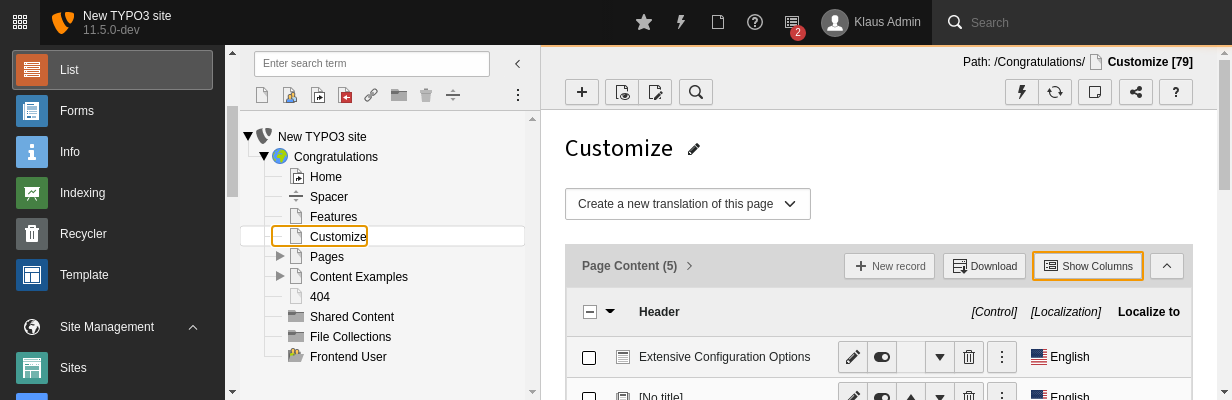 New TYPO3 site
11.5.0-dev
2
Klaus Admin
Search
List
Forms
Info
Indexing
Recycler
Template
Site Management
Sites
Enter search term
New TYPO3 site
Congratulations
Home
Spacer
Features
Customize
Pages
Content Examples
404
Shared Content
File Collections
Frontend User
Path: /Congratulations/ Customize [79]
?
Customize
Create a new translation of this page
Page Content (5)
New record
Download
Show Columns
Header [Control] [Localization] Localize to
Extensive Configuration Options English
[No title] English